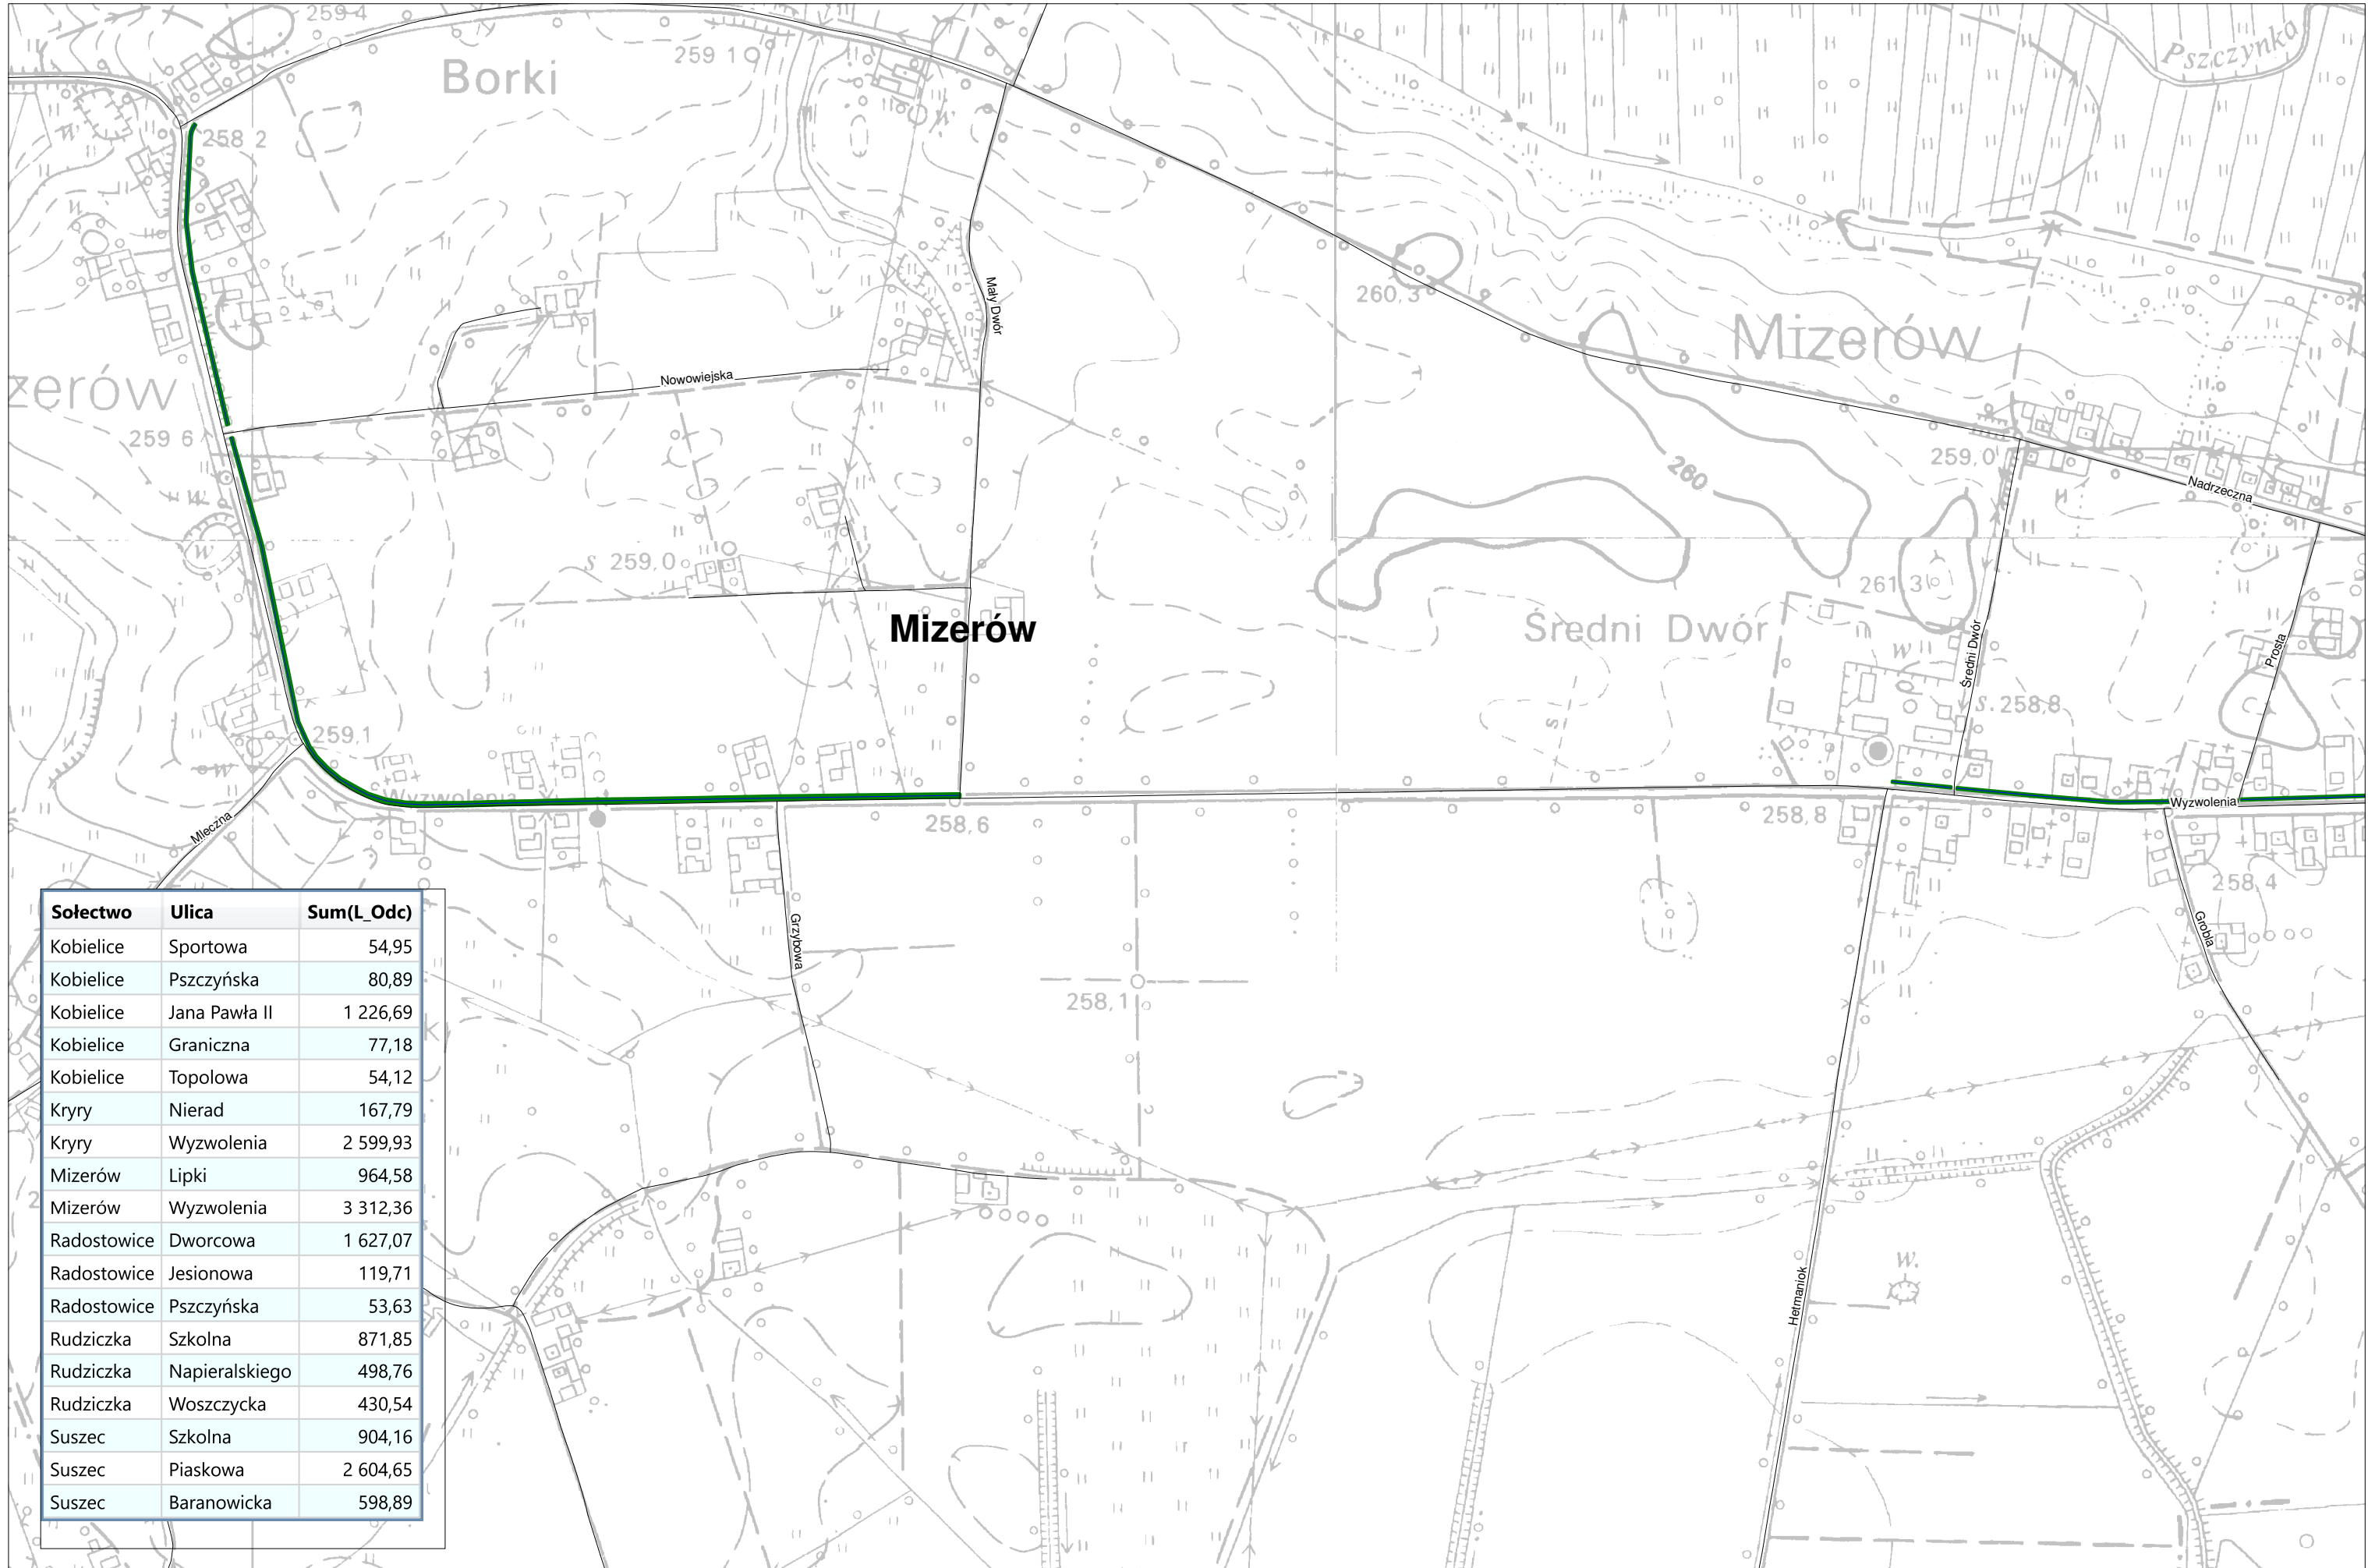 259 4
Borki
259 1
Pszczynka
258 2
Mały Dwór
260,3
Mizerów
zerów
Nowowiejska
259 6
260
259,0
Nadrzeczna
W
s 259,0
261,3
Mizerów
Średni Dwór
W
Średni Dwór
Prosta
s. 258,8
259,1
W
Wyzwolenia
Wyzwolenia
Mleczna
258,6
258,8
258,4
Grzybowa
Grobla
258,1
W.
Hetmaniok
Sołectwo Ulica Sum(L_Odc)
Kobielice Sportowa 54,95
Kobielice Pszczyńska 80,89
Kobielice Jana Pawła II 1 226,69
Kobielice Graniczna 77,18
Kobielice Topolowa 54,12
Kryry Nierad 167,79
Kryry Wyzwolenia 2 599,93
Mizerów Lipki 964,58
Mizerów Wyzwolenia 3 312,36
Radostowice Dworcowa 1 627,07
Radostowice Jesionowa 119,71
Radostowice Pszczyńska 53,63
Rudziczka Szkolna 871,85
Rudziczka Napieralskiego 498,76
Rudziczka Woszczycka 430,54
Suszec Szkolna 904,16
Suszec Piaskowa 2 604,65
Suszec Baranowicka 598,89